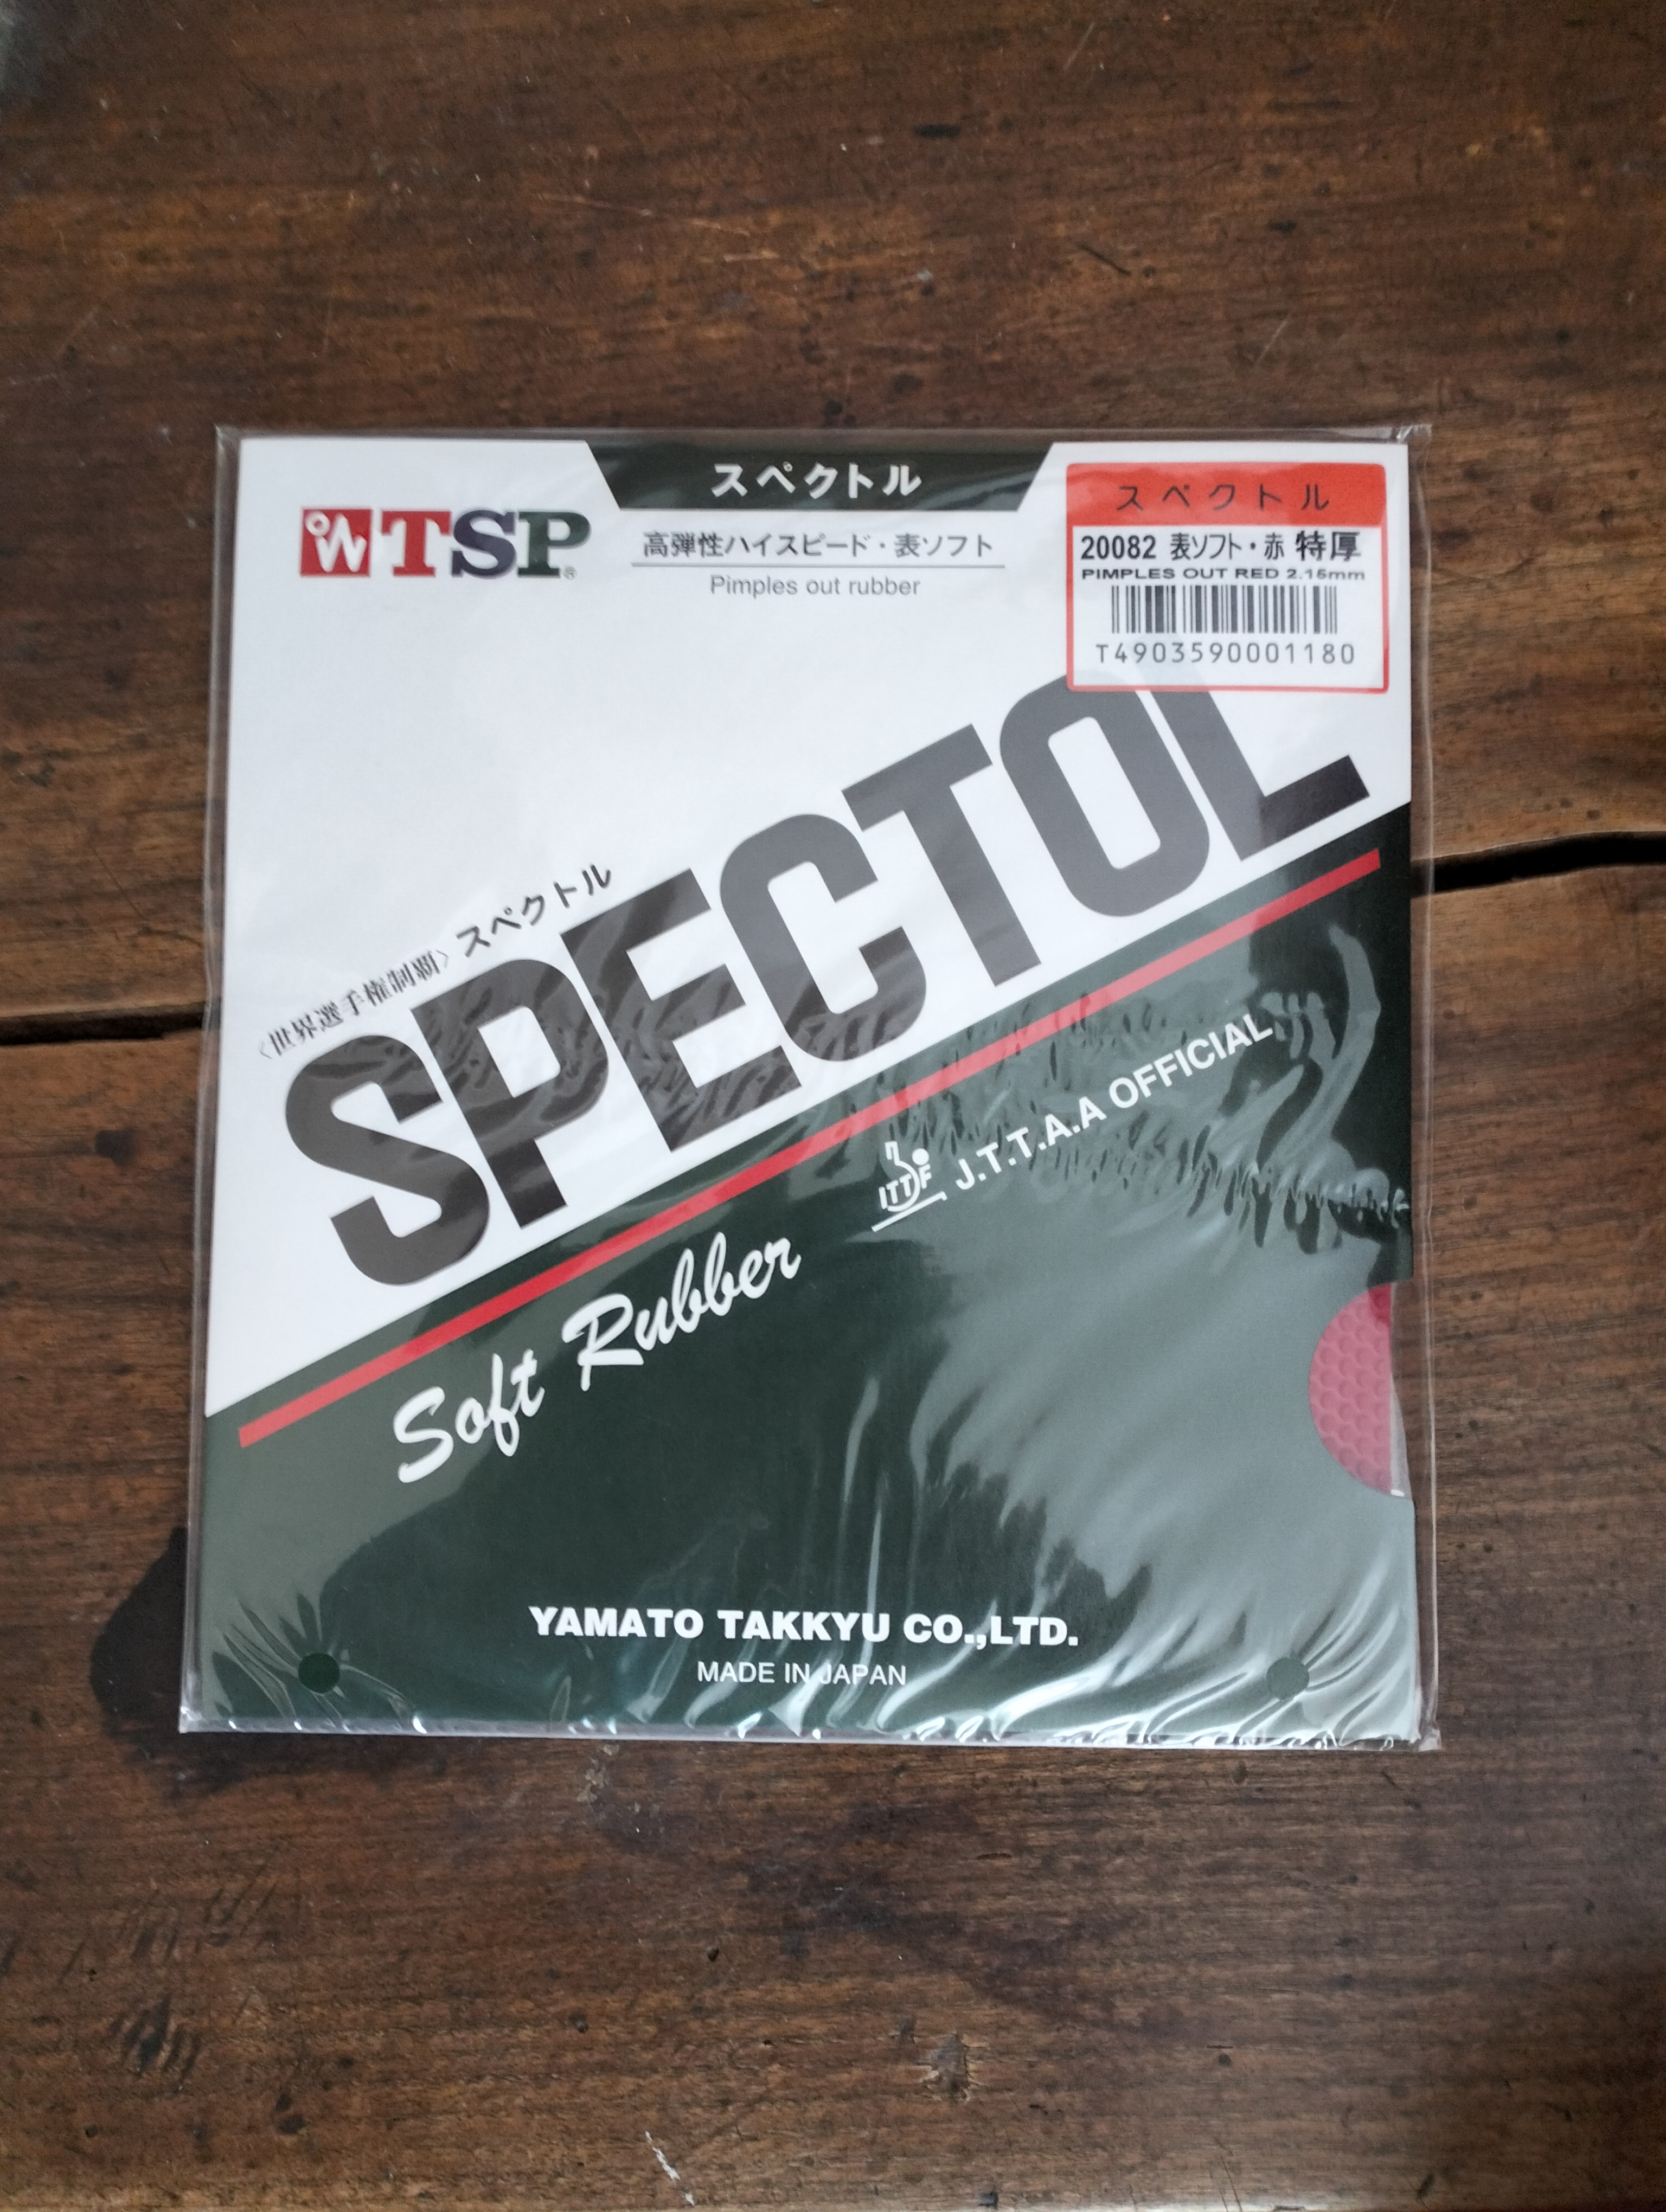 スペクトル
TSP®
高弾性ハイスピード・表ソフト
Pimples out rubber
スペクトル
20082 表ソフト・赤 特厚
PIMPLES OUT RED 2.15mm
T4903590001180
〈世界選手権制覇〉スペクトル
SPECTOL
ITTF J.T.T.A.A OFFICIAL
Soft Rubber
YAMATO TAKKYU CO.,LTD.
MADE IN JAPAN